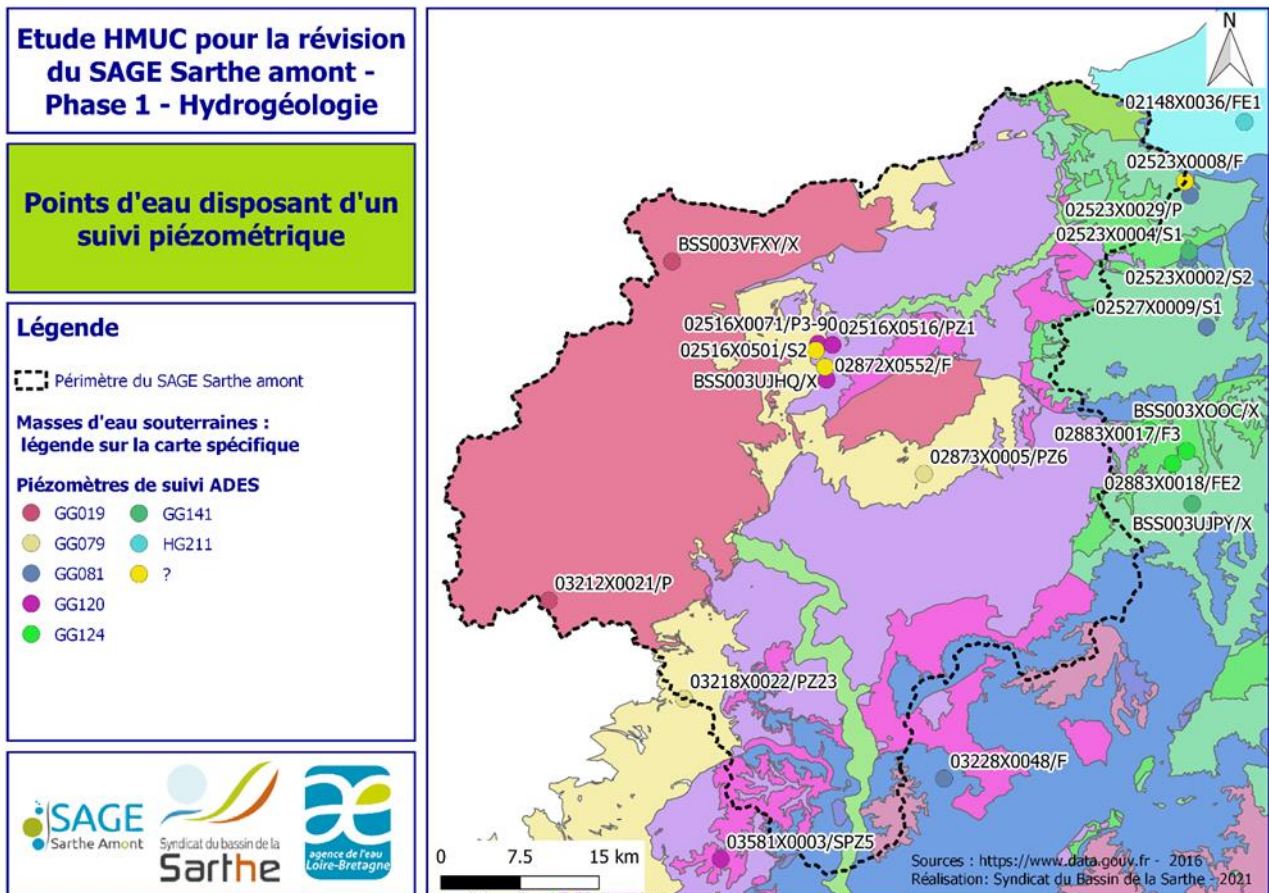 Etude HMUC pour la révision
du SAGE Sarthe amont -
Phase 1 - Hydrogéologie
Points d'eau disposant d'un
suivi piézométrique
Légende
Périmètre du SAGE Sarthe amont
Masses d'eau souterraines :
légende sur la carte spécifique
Piézomètres de suivi ADES
GG019
GG079
GG081
GG120
GG124
GG141
HG211
?
SAGE
Sarthe Amont
Syndicat du bassin de la
Sarthe
agence de l'eau
Loire-Bretagne
N
02148X0036/FE1
02523X0008/F
02523X0029/P
02523X0004/S1
BSS003VFXY/X
02523X0002/S2
02527X0009/S1
02516X0071/P3-90
02516X0516/PZ1
02516X0501/S2
02872X0552/F
BSS003UJHQ/X
BSS003XOOC/X
02883X0017/F3
02873X0005/PZ6
02883X0018/FE2
BSS003UJPY/X
03212X0021/P
03218X0022/PZ23
03228X0048/F
03581X0003/SPZ5
0 7.5 15 km
Sources : https://www.data.gouv.fr - 2016
Réalisation: Syndicat du Bassin de la Sarthe - 2021